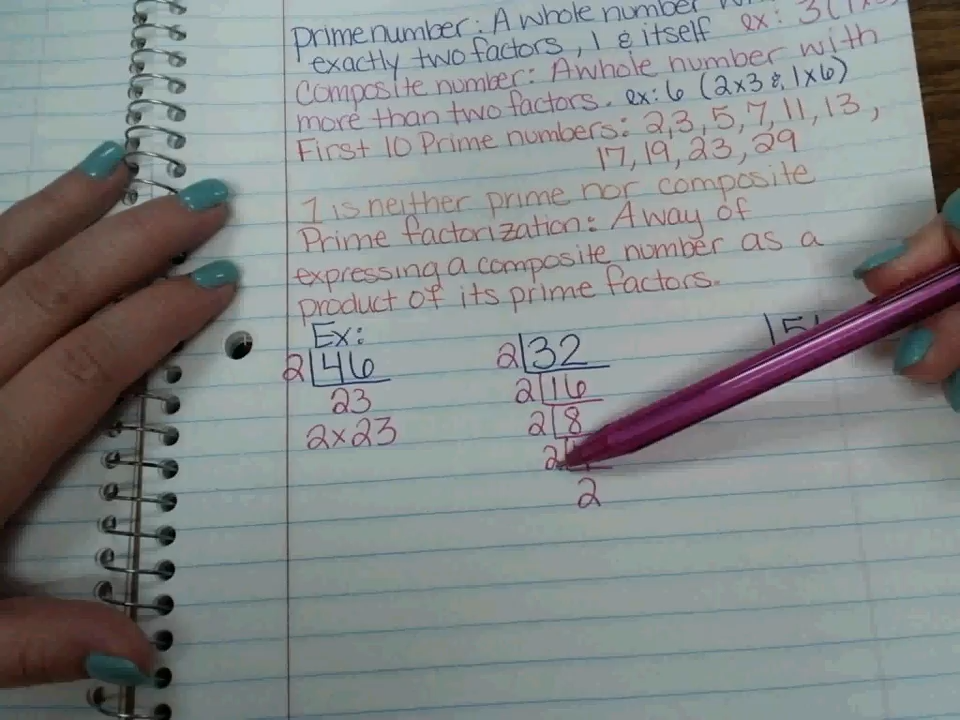 prime number: A whole number
exactly two factors, 1 & itself ex: 3(1x3
Composite number: A whole number with
more than two factors. ex: 6 (2x3 & 1x6)
First 10 Prime numbers: 2, 3, 5, 7, 11, 13,
17, 19, 23, 29
1 is neither prime nor composite
Prime factorization: A way of
expressing a composite number as a
product of its prime factors.
Ex:
2 46
23
2x23
2 32
2 16
2 8
2
2